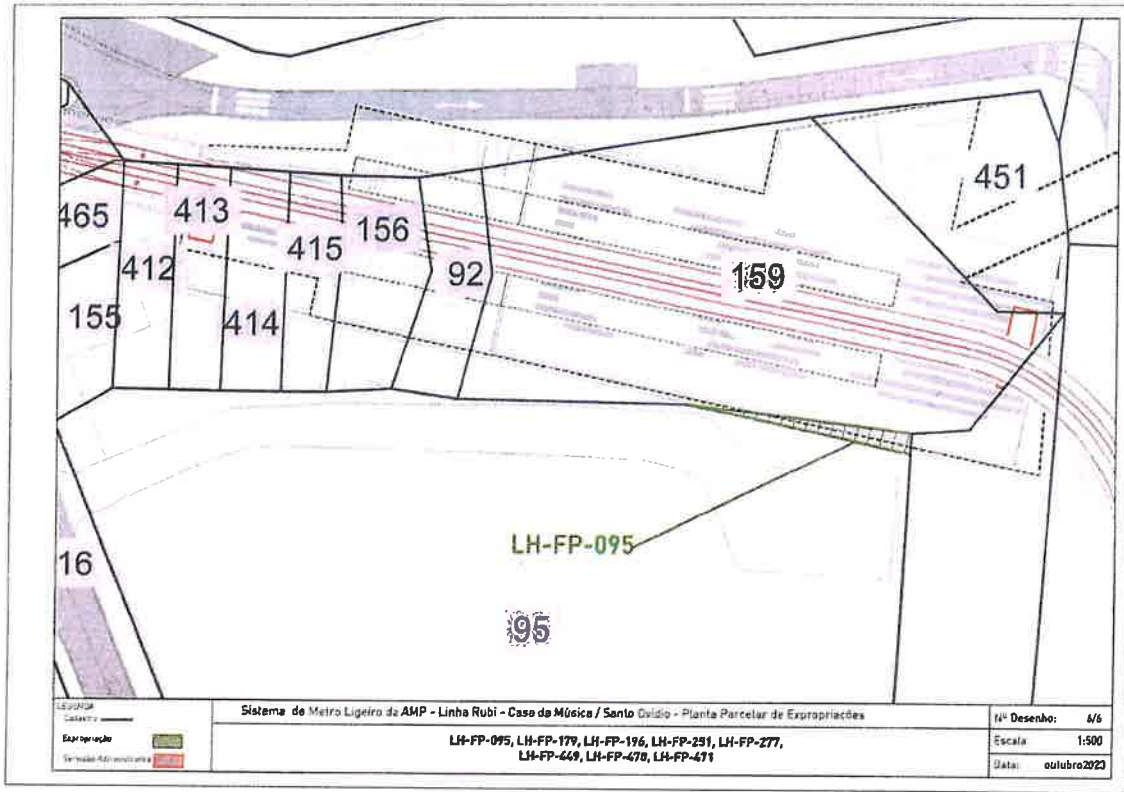 451
465
413
156
415
412
92
159
155
414
LH-FP-095
16
95
LEGENDA
Cadastro
Expropriação
Servidão Administrativa
Sistema de Metro Ligeiro da AMP - Linha Rubi - Casa da Música / Santo Ovídio - Planta Parcelar de Expropriações
LH-FP-095, LH-FP-179, LH-FP-196, LH-FP-251, LH-FP-277,
LH-FP-449, LH-FP-470, LH-FP-471
Nº Desenho: 6/6
Escala 1:500
Data: outubro2023